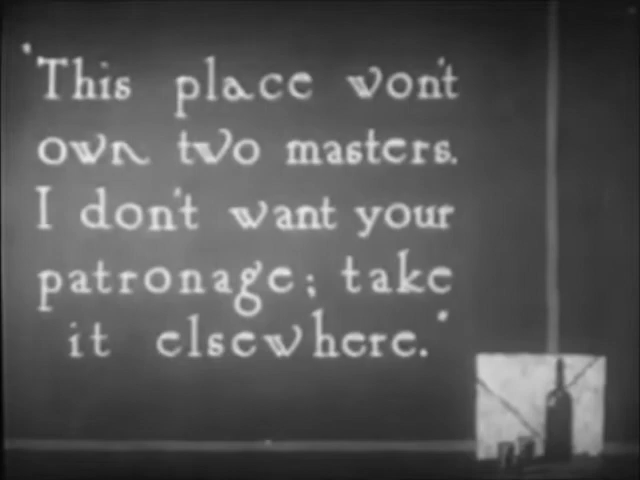 'This place won't
own two masters.
I don't want your
patronage; take
it elsewhere.'